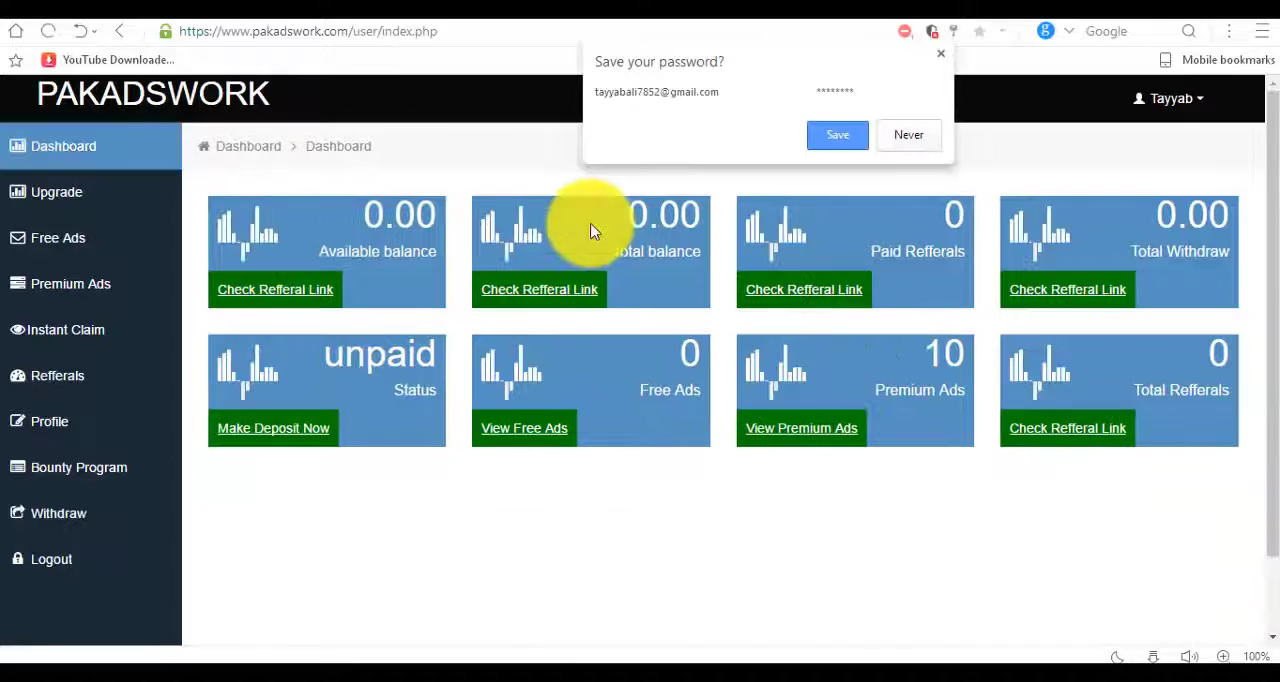 https://www.pakadswork.com/user/index.php
Google
YouTube Downloade...
Mobile bookmarks
Save your password?
tayyabali7852@gmail.com ********
Save Never
PAKADSWORK
Tayyab
Dashboard
Upgrade
Free Ads
Premium Ads
Instant Claim
Refferals
Profile
Bounty Program
Withdraw
Logout
Dashboard > Dashboard
0.00
Available balance
Check Refferal Link
0.00
balance
Check Refferal Link
0
Paid Refferals
Check Refferal Link
0.00
Total Withdraw
Check Refferal Link
unpaid
Status
Make Deposit Now
0
Free Ads
View Free Ads
10
Premium Ads
View Premium Ads
0
Total Refferals
Check Refferal Link
100%